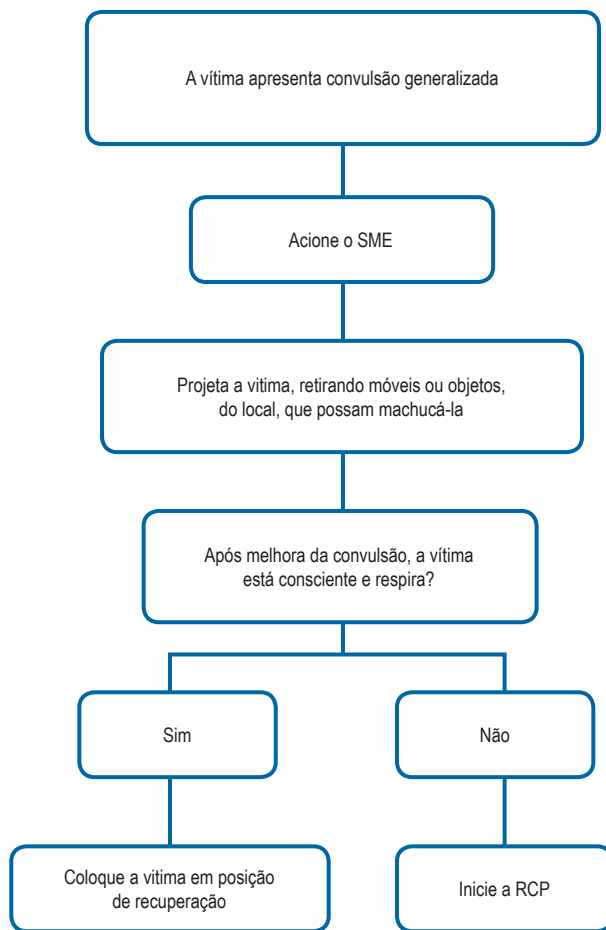 A vítima apresenta convulsão generalizada
Acione o SME
Projeta a vitima, retirando móveis ou objetos,
do local, que possam machucá-la
Após melhora da convulsão, a vítima
está consciente e respira?
Sim
Não
Coloque a vitima em posição
de recuperação
Inicie a RCP